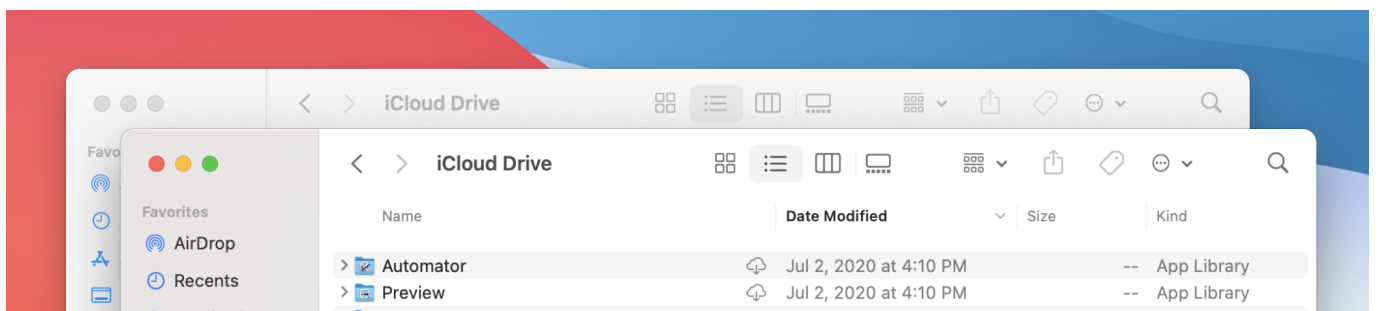 iCloud Drive
Favo
iCloud Drive
Favorites
AirDrop
Recents
Name Date Modified Size Kind
Automator Jul 2, 2020 at 4:10 PM -- App Library
Preview Jul 2, 2020 at 4:10 PM -- App Library